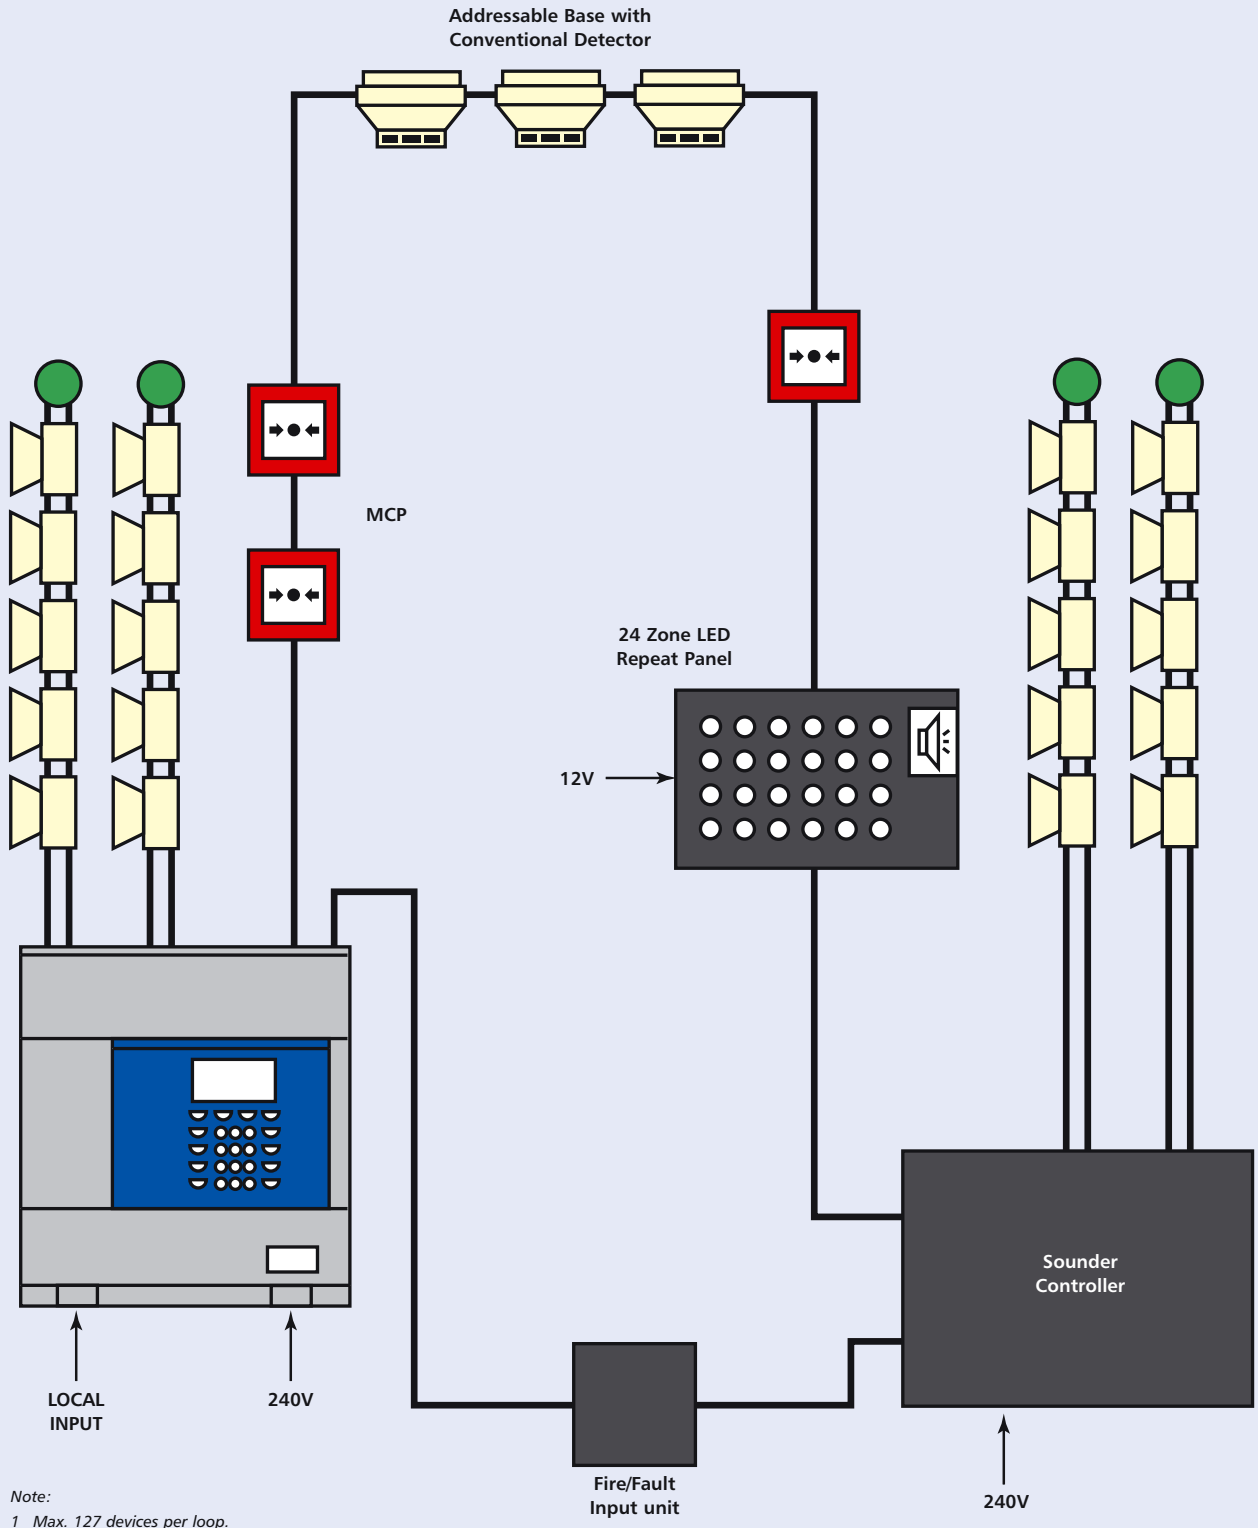 Addressable Base with
Conventional Detector
MCP
24 Zone LED
Repeat Panel
12V
Sounder
Controller
LOCAL
INPUT
240V
Fire/Fault
Input unit
240V
Note:
1 Max. 127 devices per loop.